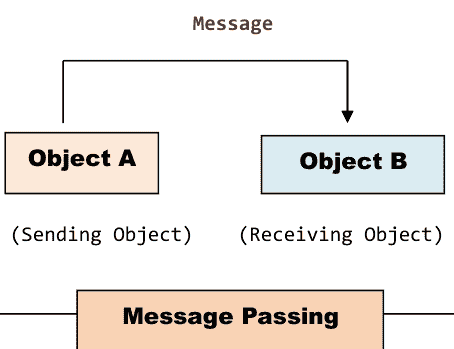 Message
Object A
Object B
(Sending Object)
(Receiving Object)
Message Passing